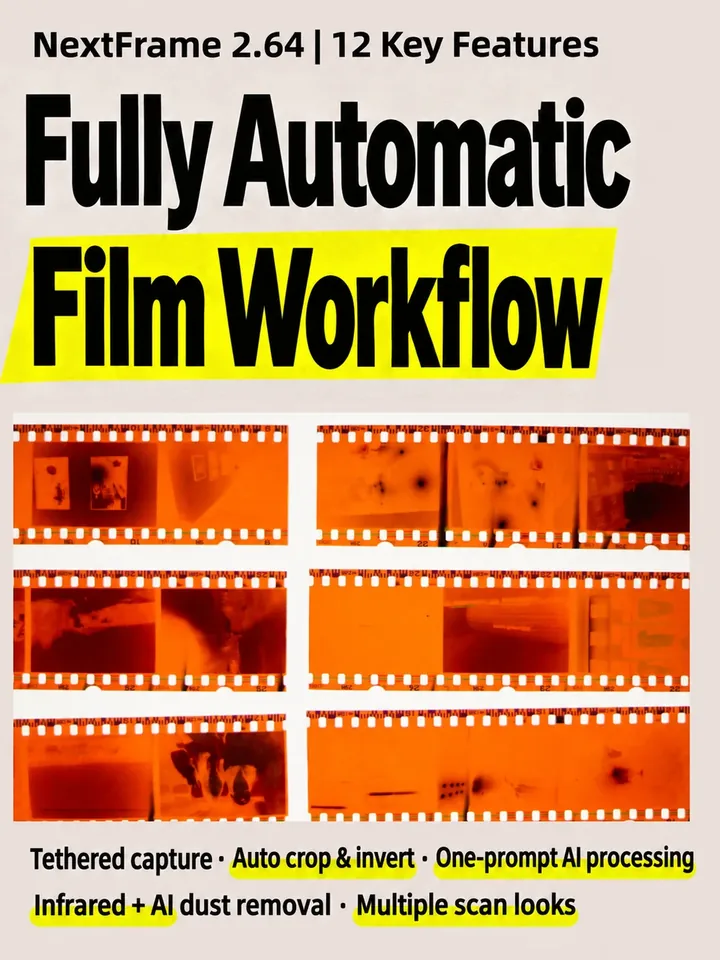 NextFrame 2.64 | 12 Key Features
Fully Automatic
Film Workflow
Tethered capture · Auto crop & invert · One-prompt AI processing
Infrared + AI dust removal · Multiple scan looks